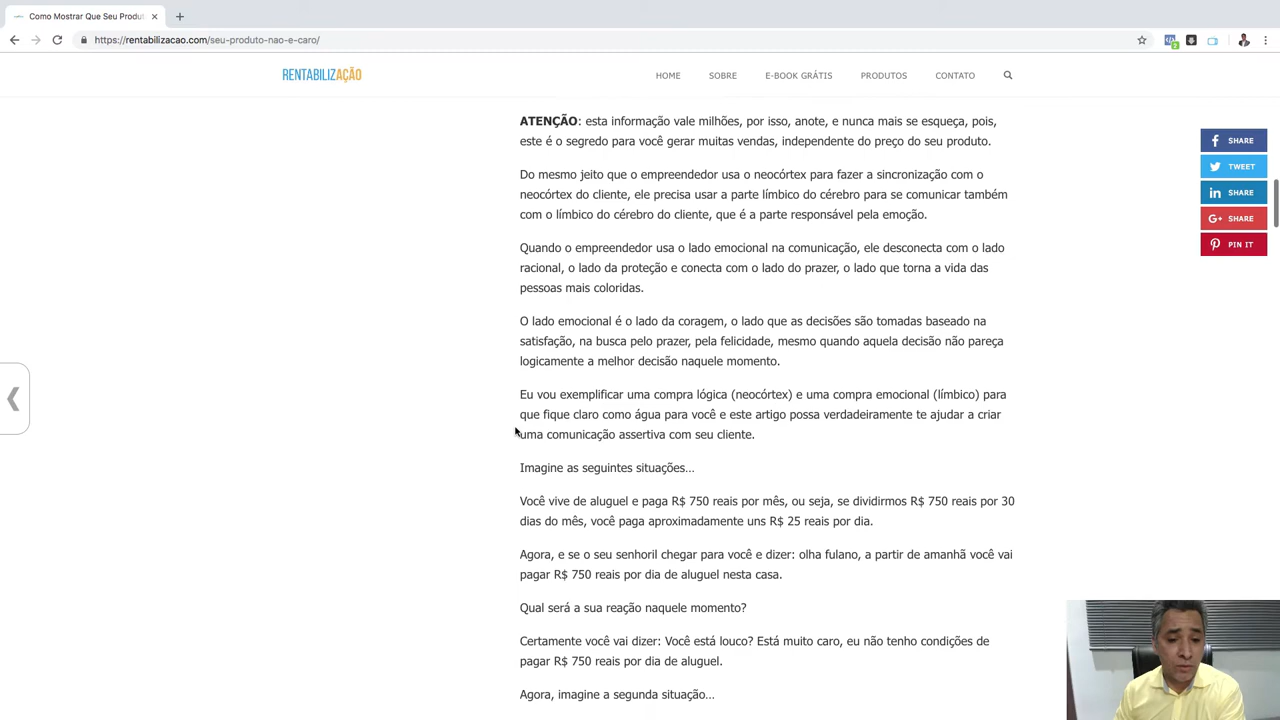 Como Mostrar Que Seu Produt
https://rentabilizacao.com/seu-produto-nao-e-caro/
2
RENTABILIZAÇÃO
HOME SOBRE E-BOOK GRÁTIS PRODUTOS CONTATO
ATENÇÃO: esta informação vale milhões, por isso, anote, e nunca mais se esqueça, pois,
este é o segredo para você gerar muitas vendas, independente do preço do seu produto.
Do mesmo jeito que o empreendedor usa o neocórtex para fazer a sincronização com o
neocórtex do cliente, ele precisa usar a parte límbico do cérebro para se comunicar também
com o límbico do cérebro do cliente, que é a parte responsável pela emoção.
Quando o empreendedor usa o lado emocional na comunicação, ele desconecta com o lado
racional, o lado da proteção e conecta com o lado do prazer, o lado que torna a vida das
pessoas mais coloridas.
O lado emocional é o lado da coragem, o lado que as decisões são tomadas baseado na
satisfação, na busca pelo prazer, pela felicidade, mesmo quando aquela decisão não pareça
logicamente a melhor decisão naquele momento.
Eu vou exemplificar uma compra lógica (neocórtex) e uma compra emocional (límbico) para
que fique claro como água para você e este artigo possa verdadeiramente te ajudar a criar
uma comunicação assertiva com seu cliente.
Imagine as seguintes situações…
Você vive de aluguel e paga R$ 750 reais por mês, ou seja, se dividirmos R$ 750 reais por 30
dias do mês, você paga aproximadamente uns R$ 25 reais por dia.
Agora, e se o seu senhoril chegar para você e dizer: olha fulano, a partir de amanhã você vai
pagar R$ 750 reais por dia de aluguel nesta casa.
Qual será a sua reação naquele momento?
Certamente você vai dizer: Você está louco? Está muito caro, eu não tenho condições de
pagar R$ 750 reais por dia de aluguel.
Agora, imagine a segunda situação…
SHARE
TWEET
SHARE
SHARE
PIN IT